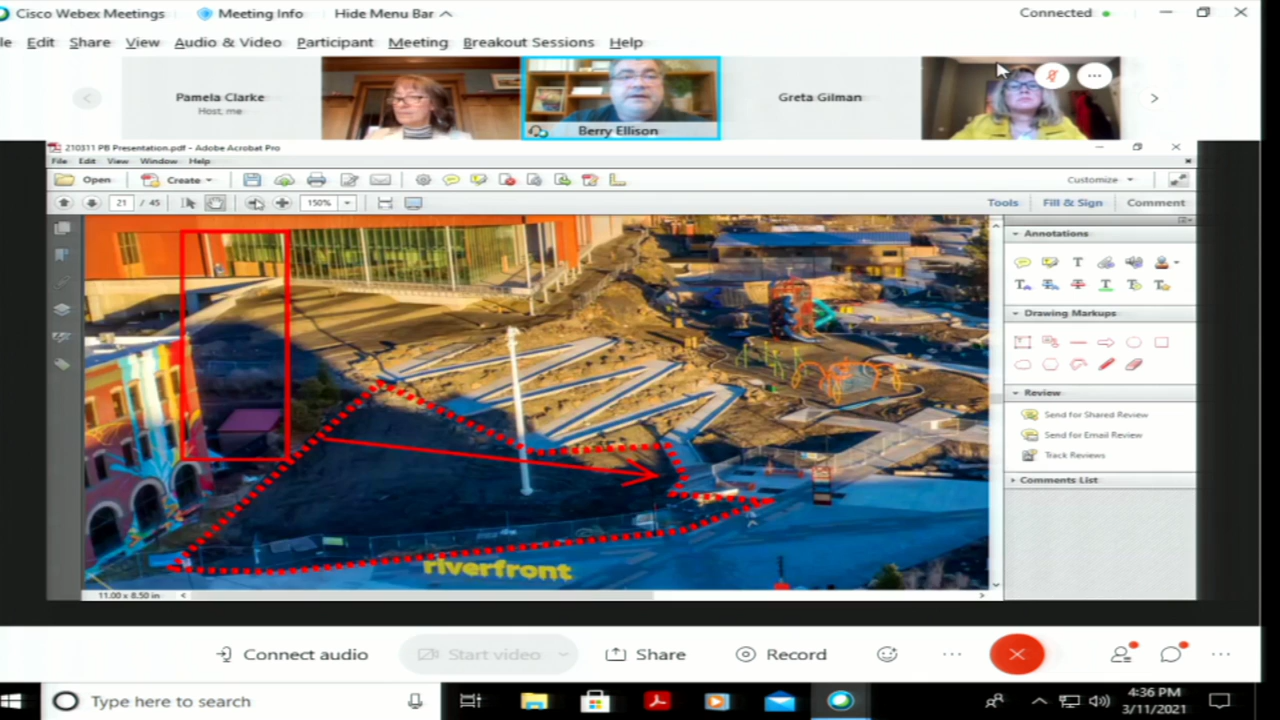 Cisco Webex Meetings Meeting Info Hide Menu Bar Connected
le Edit Share View Audio & Video Participant Meeting Breakout Sessions Help
Pamela Clarke
Host, me
Berry Ellison
Greta Gilman
210311 PB Presentation.pdf - Adobe Acrobat Pro
File Edit View Window Help
Open Create Customize
21 / 45 150% Tools Fill & Sign Comment
Annotations
Drawing Markups
Review
Send for Shared Review
Send for Email Review
Track Reviews
Comments List
riverfront
11.00 x 8.50 in
Connect audio Start video Share Record
Type here to search
4:36 PM
3/11/2021